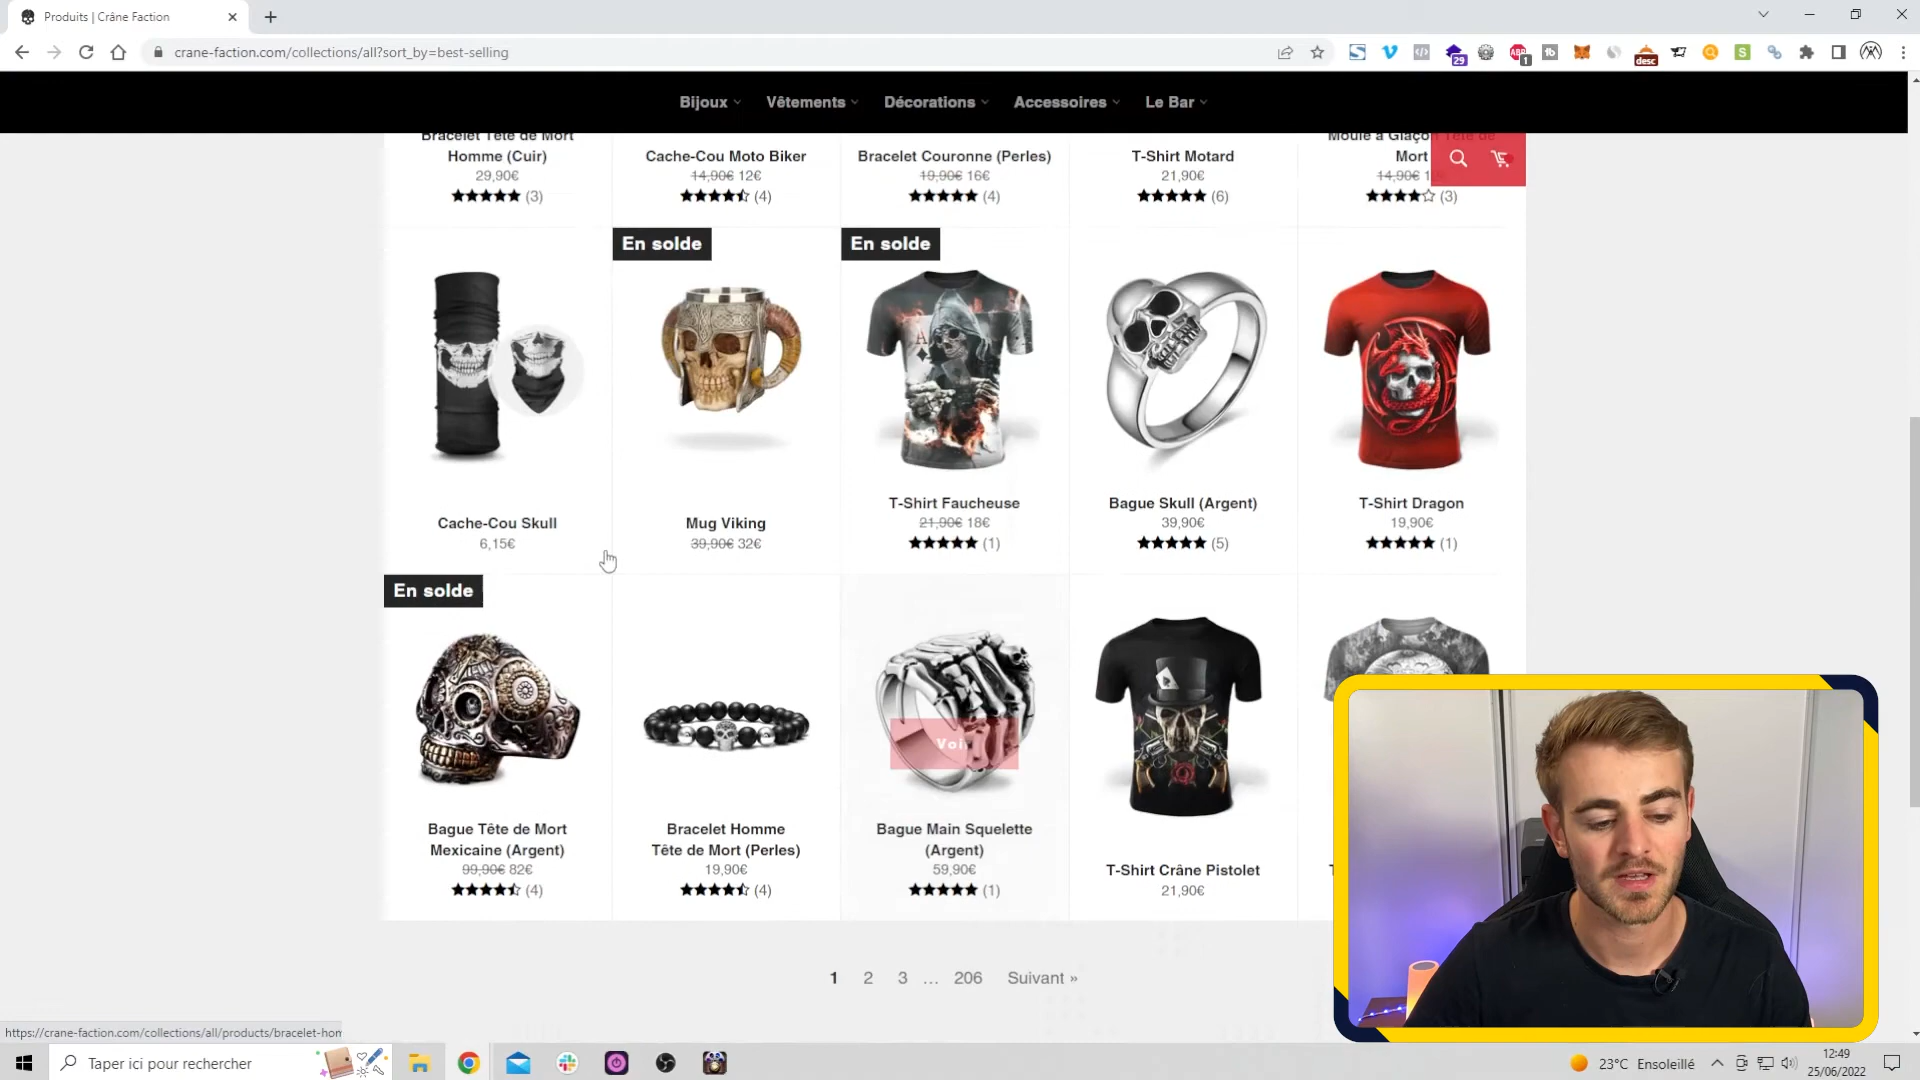 Produits | Crâne Faction
crane-faction.com/collections/all?sort_by=best-selling
29
ABP
1
desc
S
Bijoux
Vêtements
Décorations
Accessoires
Le Bar
Bracelet Tête de Mort
Homme (Cuir)
29,90€
(3)
Cache-Cou Moto Biker
14,90€ 12€
(4)
Bracelet Couronne (Perles)
19,90€ 16€
(4)
T-Shirt Motard
21,90€
(6)
Moule à Glaçon Tête de
Mort
14,90€
(3)
En solde
En solde
Cache-Cou Skull
6,15€
Mug Viking
39,90€ 32€
T-Shirt Faucheuse
21,90€ 18€
(1)
Bague Skull (Argent)
39,90€
(5)
T-Shirt Dragon
19,90€
(1)
En solde
Voir
Bague Tête de Mort
Mexicaine (Argent)
99,90€ 82€
(4)
Bracelet Homme
Tête de Mort (Perles)
19,90€
(4)
Bague Main Squelette
(Argent)
59,90€
(1)
T-Shirt Crâne Pistolet
21,90€
1 2 3 … 206 Suivant »
https://crane-faction.com/collections/all/products/bracelet-hom
Taper ici pour rechercher
23°C Ensoleillé
12:49
25/06/2022